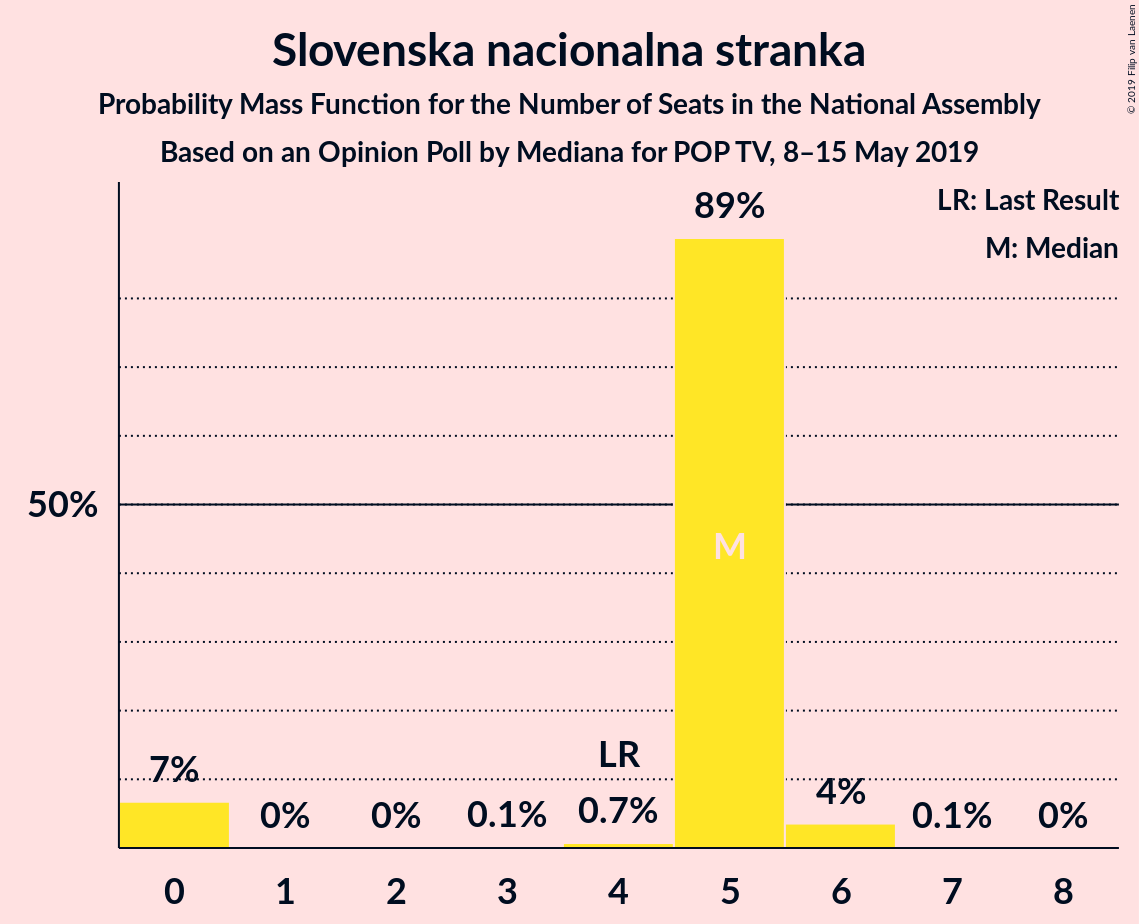 Slovenska nacionalna stranka
Probability Mass Function for the Number of Seats in the National Assembly
Based on an Opinion Poll by Mediana for POP TV, 8–15 May 2019
© 2019 Filip van Laenen
LR: Last Result
M: Median
89%
50%
M
LR
7%
0%
0%
0.1%
0.7%
4%
0.1%
0%
0 1 2 3 4 5 6 7 8